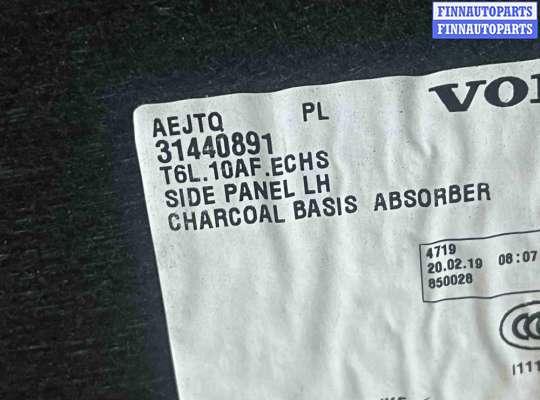 FINNAUTOPARTS
FINNAUTOPARTS
AEJTQ PL
31440891
T6L.10AF.ECHS
SIDE PANEL LH
CHARCOAL BASIS ABSORBER
4719
20.02.19 08:07
850028